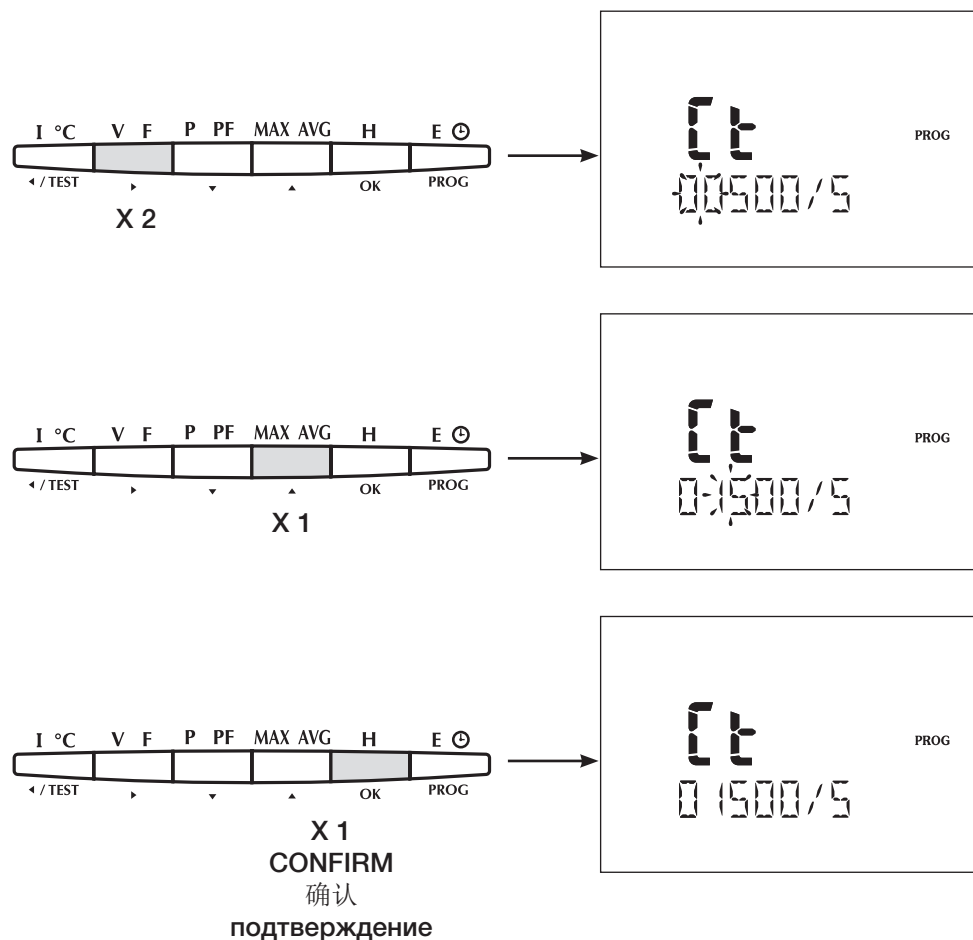 I °C V F P PF MAX AVG H E
/ TEST OK PROG
X 2
Ct
PROG
00500/5
I °C V F P PF MAX AVG H E
/ TEST OK PROG
X 1
Ct
PROG
01500/5
I °C V F P PF MAX AVG H E
/ TEST OK PROG
X 1
CONFIRM
确认
подтверждение
Ct
PROG
01500/5